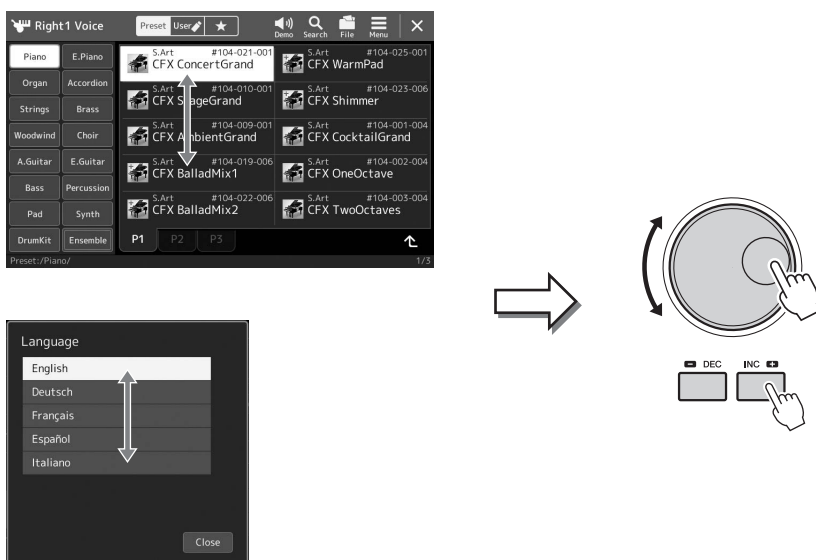 Right1 Voice
Preset User
Demo Search File Menu
Piano E.Piano
Organ Accordion
Strings Brass
Woodwind Choir
A.Guitar E.Guitar
Bass Percussion
Pad Synth
DrumKit Ensemble
S.Art #104-021-001
CFX ConcertGrand
S.Art #104-025-001
CFX WarmPad
S.Art #104-010-001
CFX StageGrand
S.Art #104-023-006
CFX Shimmer
S.Art #104-009-001
CFX AmbientGrand
S.Art #104-001-004
CFX CocktailGrand
S.Art #104-019-006
CFX BalladMix1
S.Art #104-002-004
CFX OneOctave
S.Art #104-022-006
CFX BalladMix2
S.Art #104-003-004
CFX TwoOctaves
P1 P2 P3
Preset:/Piano/ 1/3
DEC INC
Language
English
Deutsch
Français
Español
Italiano
Close